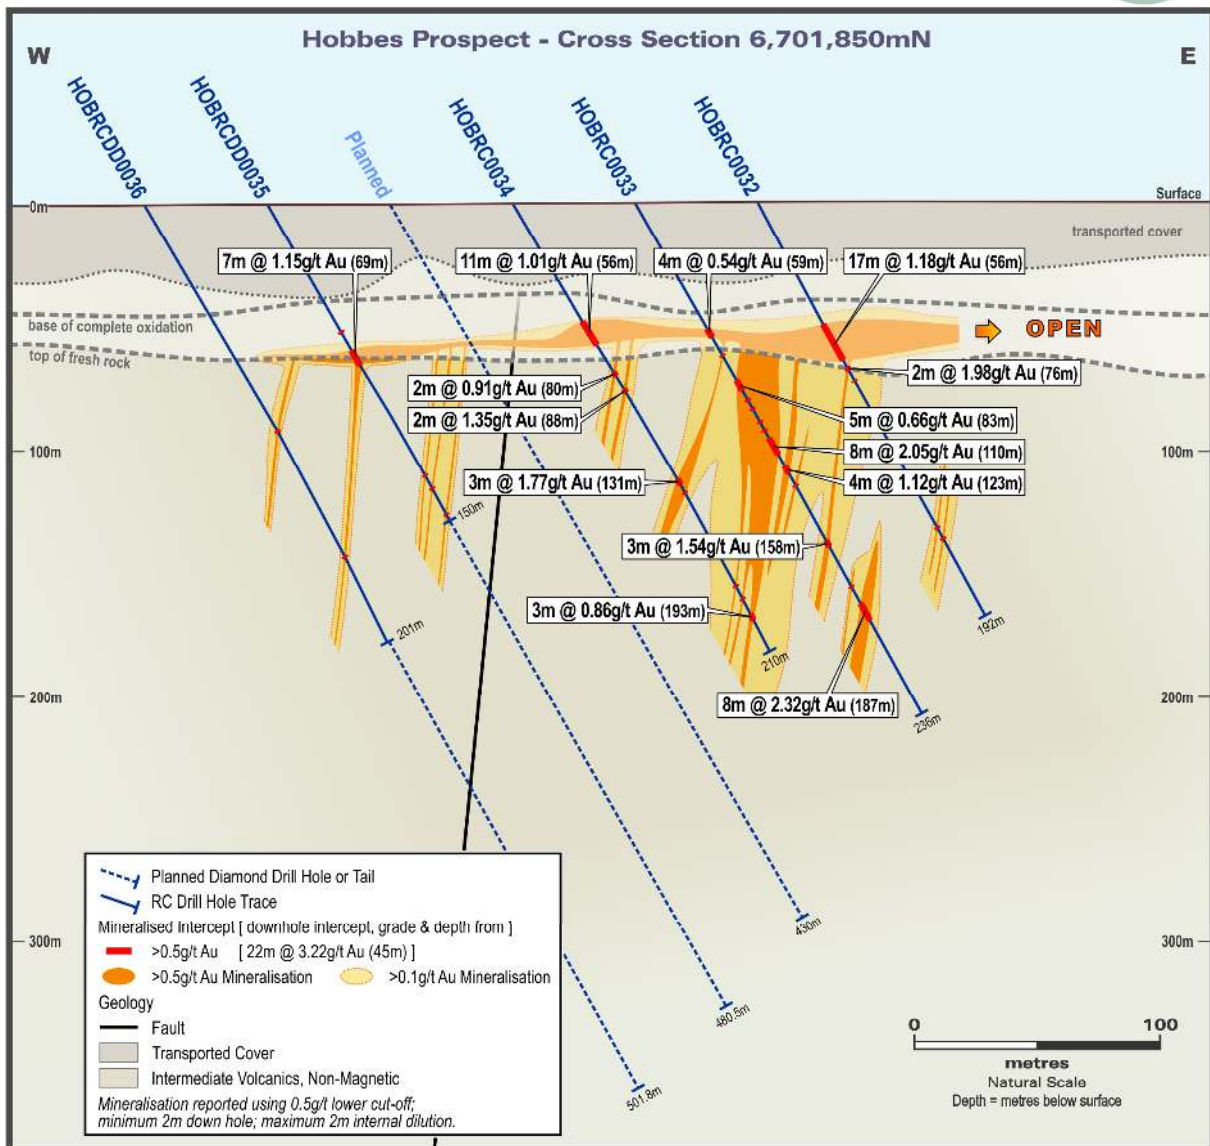 Hobbes Prospect - Cross Section 6,701,850mN
W
E
HOBRCDD0036
HOBRCDD0035
Planned
HOBRC0034
HOBRC0033
HOBRC0032
0m
Surface
transported cover
7m @ 1.15g/t Au (69m)
11m @ 1.01g/t Au (56m)
4m @ 0.54g/t Au (59m)
17m @ 1.18g/t Au (56m)
base of complete oxidation
OPEN
top of fresh rock
2m @ 0.91g/t Au (80m)
2m @ 1.98g/t Au (76m)
2m @ 1.35g/t Au (88m)
5m @ 0.66g/t Au (83m)
100m
8m @ 2.05g/t Au (110m)
100m
3m @ 1.77g/t Au (131m)
4m @ 1.12g/t Au (123m)
150m
3m @ 1.54g/t Au (158m)
3m @ 0.86g/t Au (193m)
192m
201m
210m
200m
8m @ 2.32g/t Au (187m)
200m
236m
430m
300m
300m
480.5m
501.8m
Planned Diamond Drill Hole or Tail
RC Drill Hole Trace
Mineralised Intercept [ downhole intercept, grade & depth from ]
>0.5g/t Au [ 22m @ 3.22g/t Au (45m) ]
>0.5g/t Au Mineralisation >0.1g/t Au Mineralisation
Geology
Fault
Transported Cover
Intermediate Volcanics, Non-Magnetic
Mineralisation reported using 0.5g/t lower cut-off;
minimum 2m down hole; maximum 2m internal dilution.
0 100
metres
Natural Scale
Depth = metres below surface